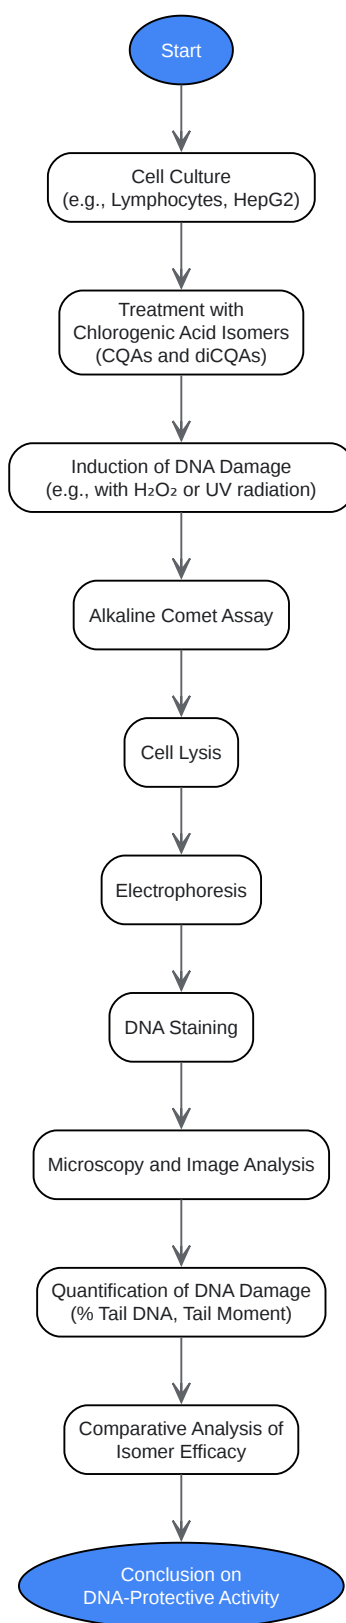 Start
Cell Culture
(e.g., Lymphocytes, HepG2)
Treatment with
Chlorogenic Acid Isomers
(CQAs and diCQAs)
Induction of DNA Damage
(e.g., with H₂O₂ or UV radiation)
Alkaline Comet Assay
Cell Lysis
Electrophoresis
DNA Staining
Microscopy and Image Analysis
Quantification of DNA Damage
(% Tail DNA, Tail Moment)
Comparative Analysis of
Isomer Efficacy
Conclusion on
DNA-Protective Activity